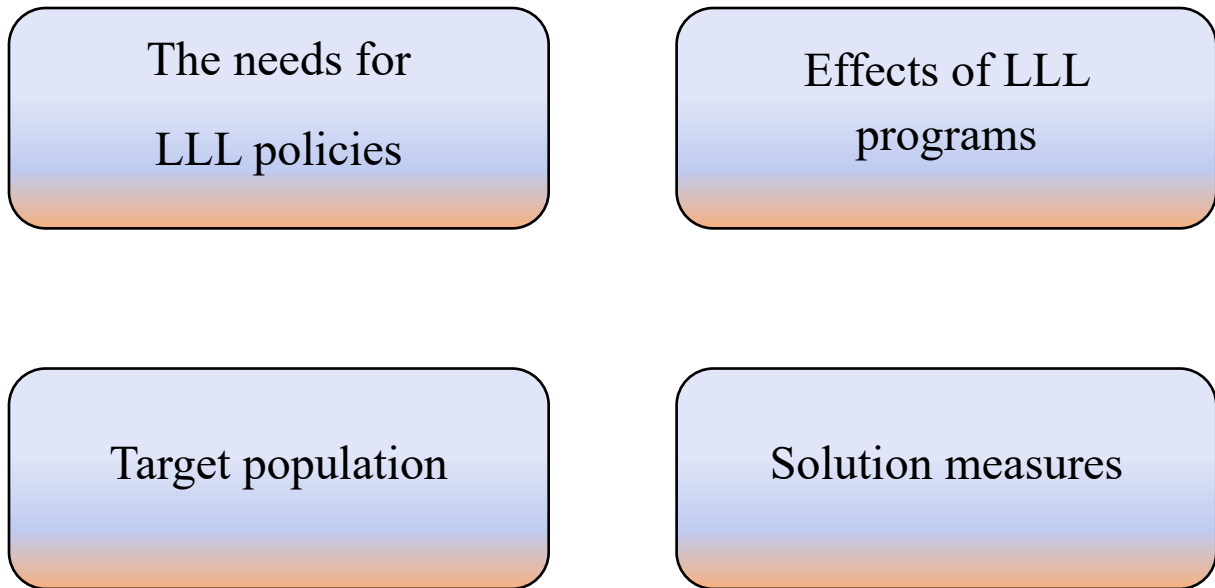 The needs for
LLL policies
Effects of LLL
programs
Target population
Solution measures